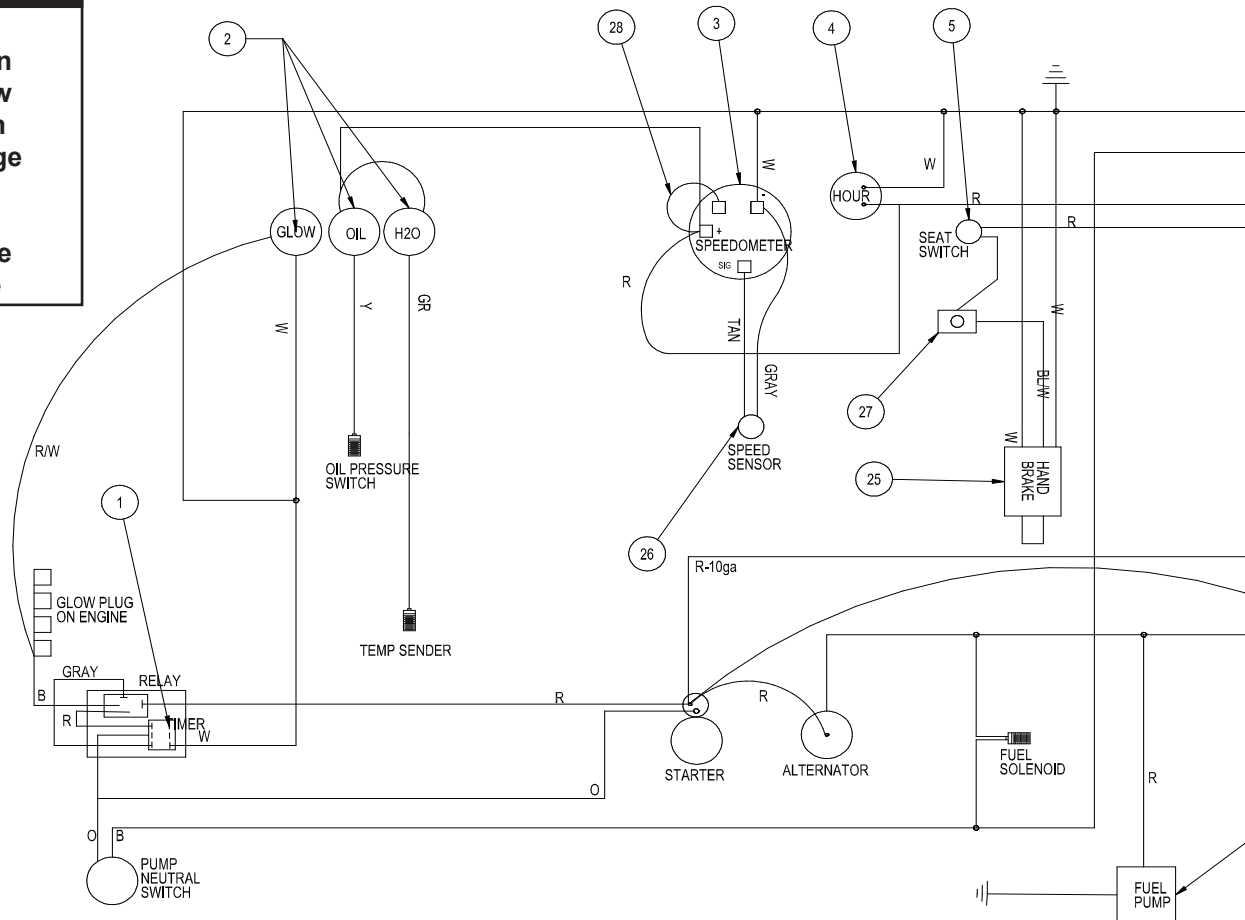 n
w
n
ge
e
e
2
28
3
4
5
GLOW
OIL
H2O
W
HOUR
W
R
-
+
SPEEDOMETER
SIG
SEAT
SWITCH
R
R
W
Y
GR
TAN
GRAY
W
BL/W
27
R/W
OIL PRESSURE
SWITCH
SPEED
SENSOR
W
HAND
BRAKE
25
1
26
R-10ga
GLOW PLUG
ON ENGINE
TEMP SENDER
GRAY
RELAY
B
R
TIMER
W
R
R
STARTER
ALTERNATOR
FUEL
SOLENOID
O
R
O
B
PUMP
NEUTRAL
SWITCH
FUEL
PUMP